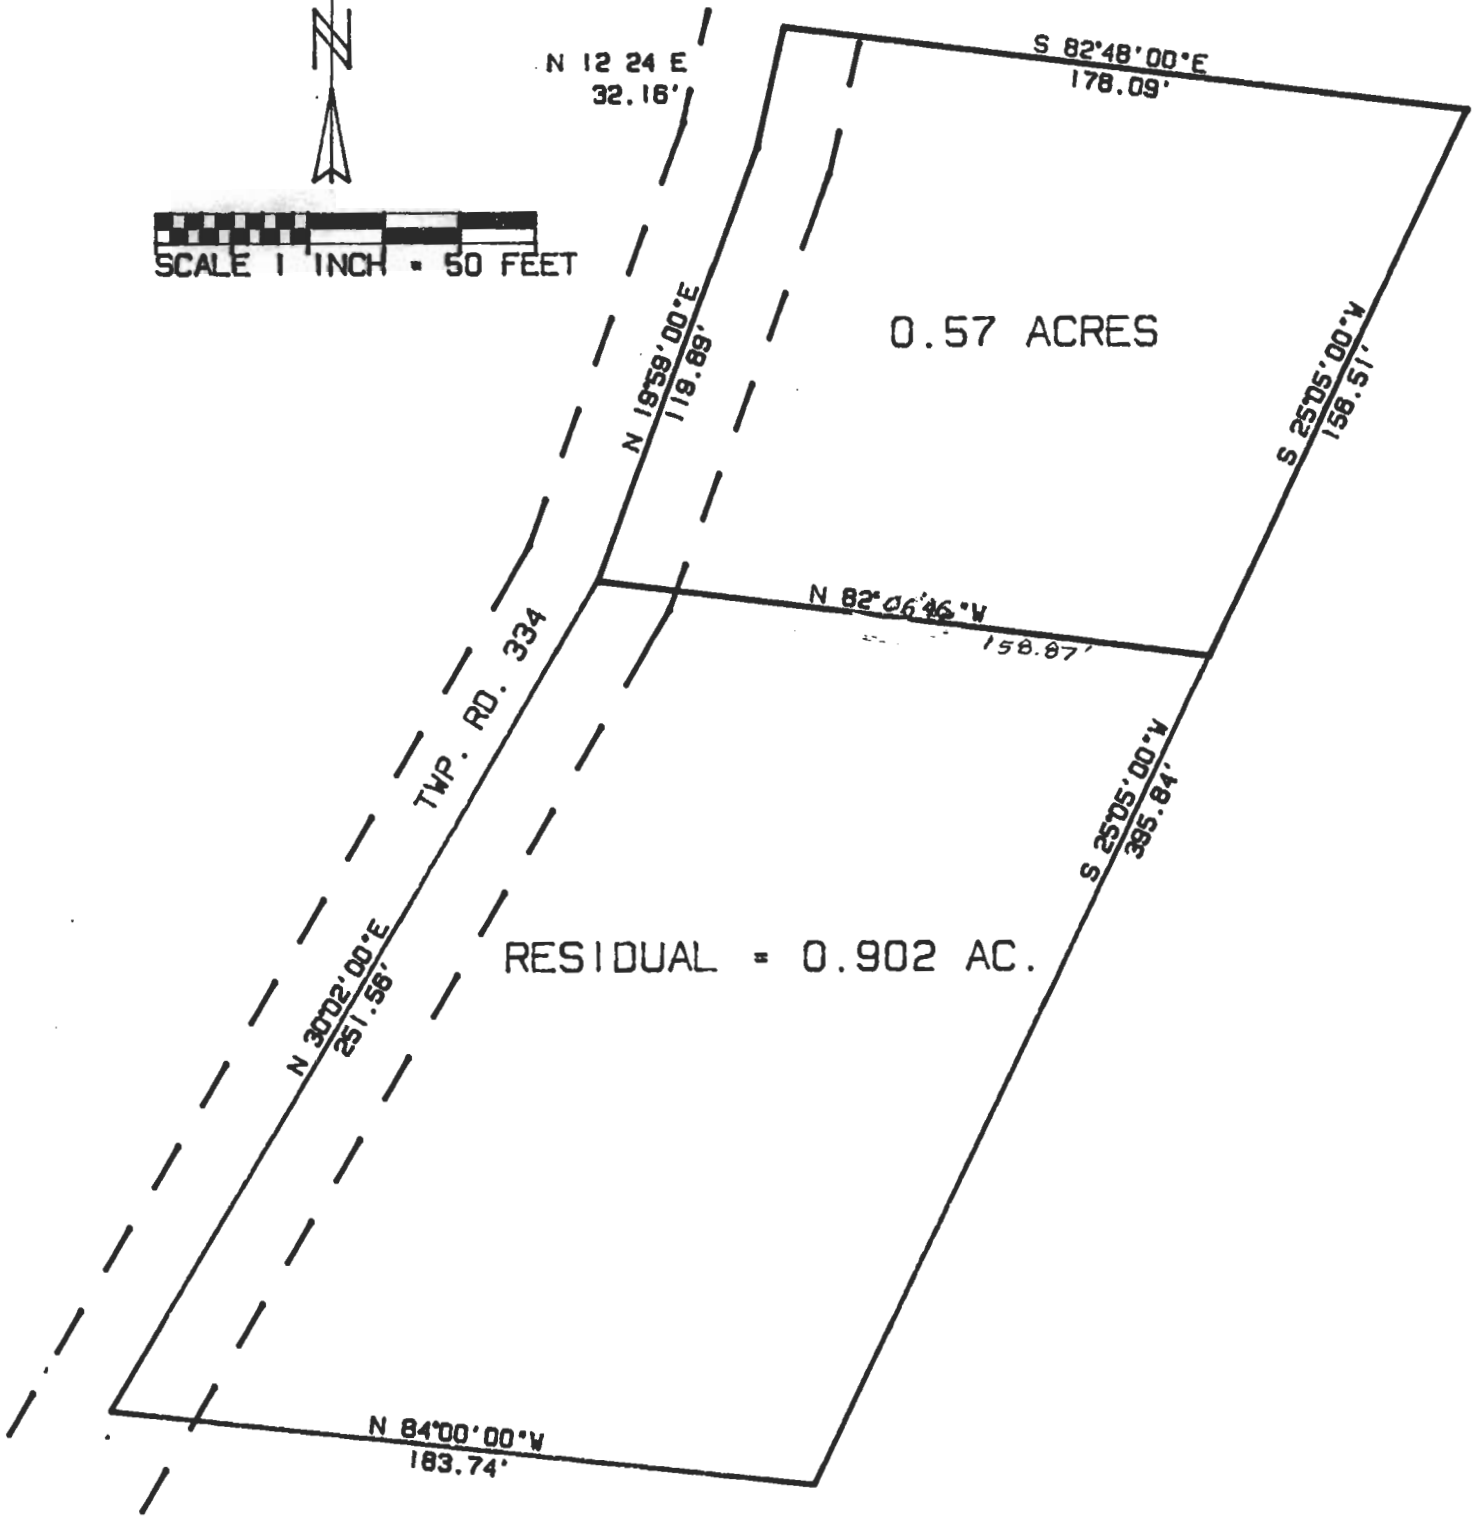 N
N 12 24 E
32.16'
S 82°48'00"E
178.09'
SCALE 1 INCH = 50 FEET
0.57 ACRES
N 19°59'00"E
119.89'
S 25°05'00"W
158.51'
N 82°06'46"W
158.87'
TWP. RD. 334
S 25°05'00"W
395.84'
RESIDUAL = 0.902 AC.
N 30°02'00"E
251.56'
N 84°00'00"W
183.74'